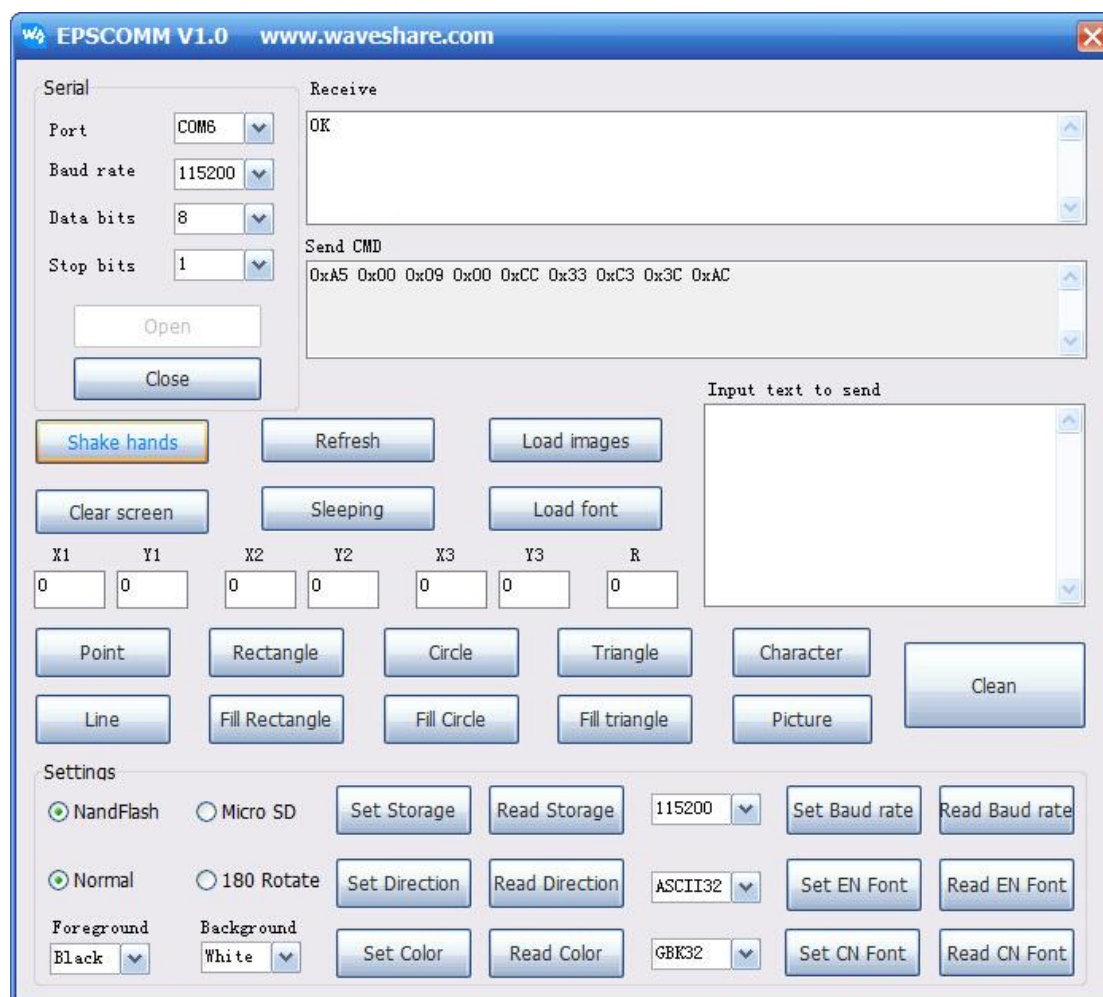 EPSCOMM V1.0 www.waveshare.com
Serial
Port COM6
Baud rate 115200
Data bits 8
Stop bits 1
Open
Close
Receive
OK
Send CMD
0xA5 0x00 0x09 0x00 0xCC 0x33 0xC3 0x3C 0xAC
Input text to send
Shake hands Refresh Load images
Clear screen Sleeping Load font
X1 Y1 X2 Y2 X3 Y3 R
0 0 0 0 0 0 0
Point Rectangle Circle Triangle Character
Clean
Line Fill Rectangle Fill Circle Fill triangle Picture
Settings
NandFlash Micro SD Set Storage Read Storage 115200 Set Baud rate Read Baud rate
Normal 180 Rotate Set Direction Read Direction ASCII32 Set EN Font Read EN Font
Foreground Background
Black White Set Color Read Color GBK32 Set CN Font Read CN Font